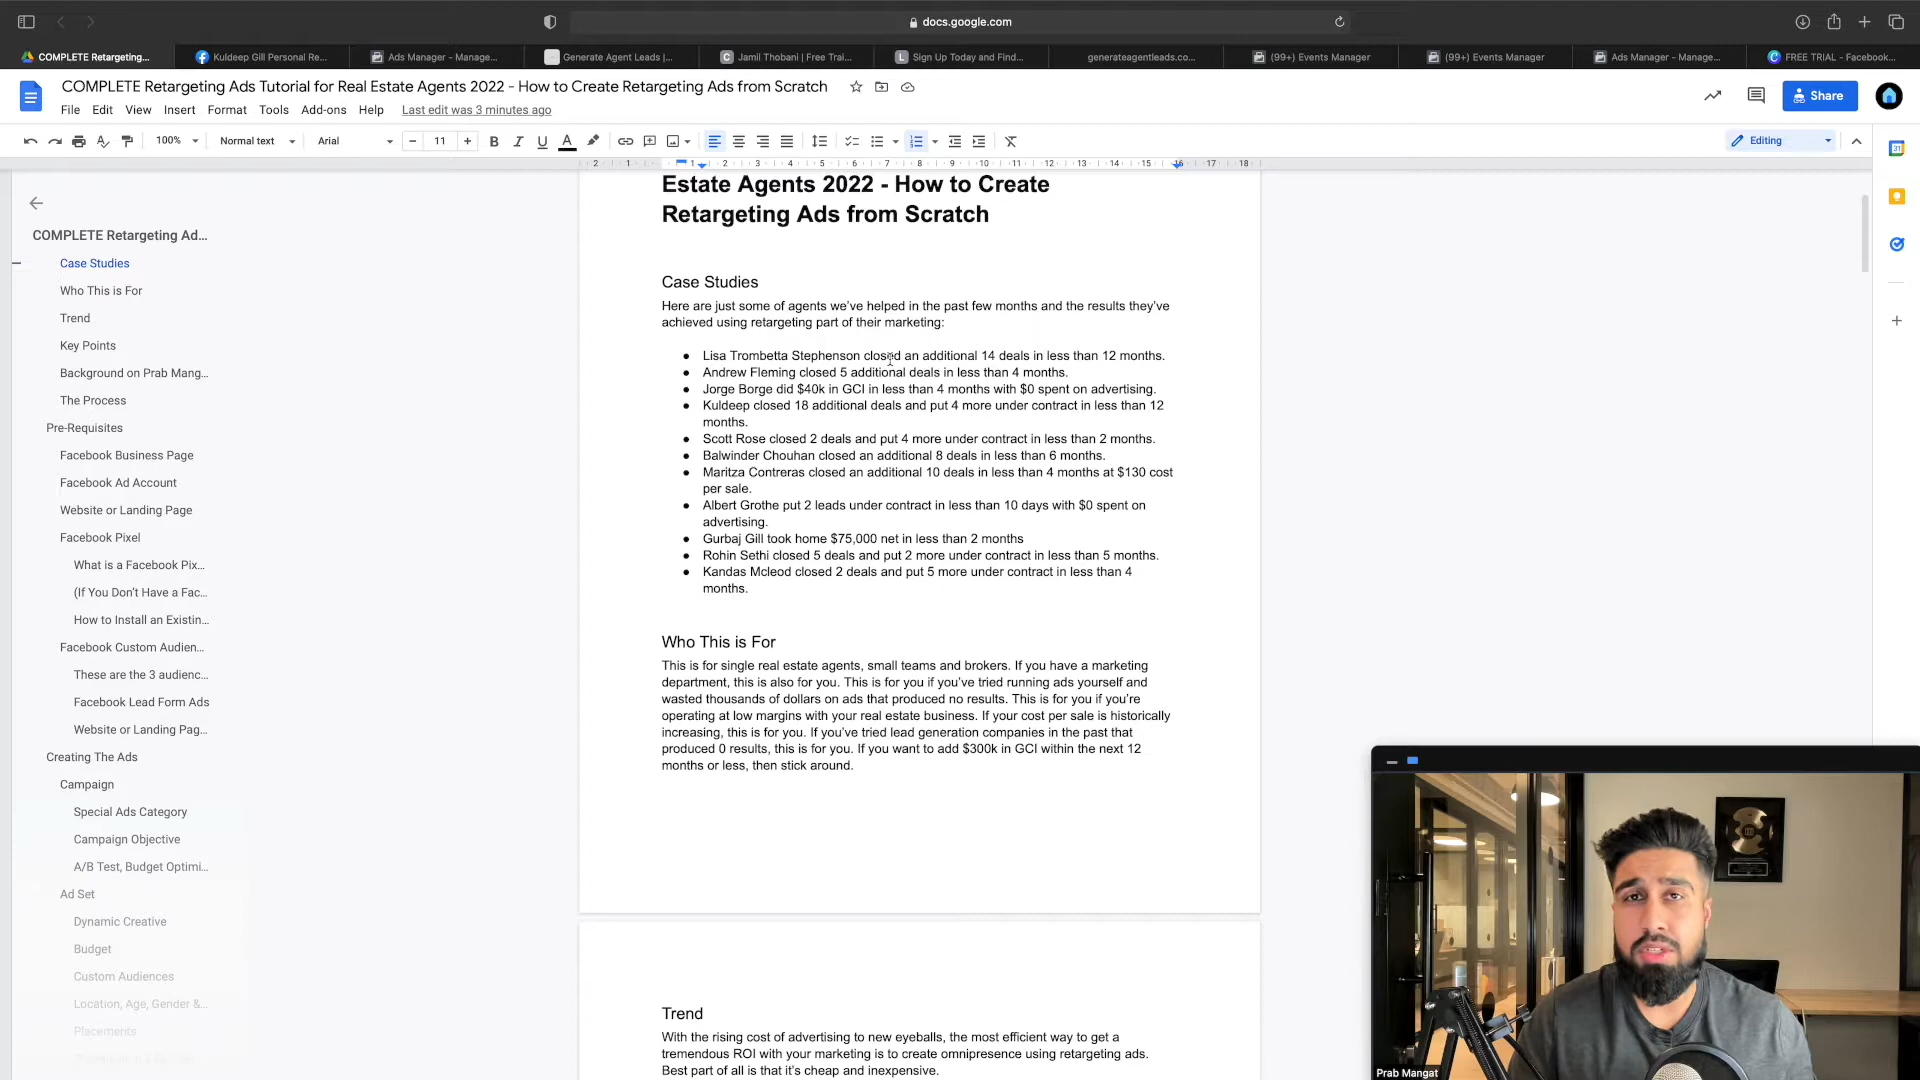 docs.google.com
COMPLETE Retargeting...
Kuldeep Gill Personal Re...
Ads Manager - Manage...
Generate Agent Leads |...
Jamil Thobani | Free Trai...
Sign Up Today and Find...
generateagentleads.co...
(99+) Events Manager
(99+) Events Manager
Ads Manager - Manage...
FREE TRIAL - Facebook...
COMPLETE Retargeting Ads Tutorial for Real Estate Agents 2022 - How to Create Retargeting Ads from Scratch
File Edit View Insert Format Tools Add-ons Help Last edit was 3 minutes ago
Share
100% Normal text Arial 11 B I U A Editing
2 1 1 2 3 4 5 6 7 8 9 10 11 12 13 14 15 16 17 18
COMPLETE Retargeting Ad...
Case Studies
Who This is For
Trend
Key Points
Background on Prab Mang...
The Process
Pre-Requisites
Facebook Business Page
Facebook Ad Account
Website or Landing Page
Facebook Pixel
What is a Facebook Pix...
(If You Don't Have a Fac...
How to Install an Existin...
Facebook Custom Audien...
These are the 3 audienc...
Facebook Lead Form Ads
Website or Landing Pag...
Creating The Ads
Campaign
Special Ads Category
Campaign Objective
A/B Test, Budget Optimi...
Ad Set
Dynamic Creative
Budget
Custom Audiences
Location, Age, Gender &...
Placements
Estate Agents 2022 - How to Create
Retargeting Ads from Scratch
Case Studies
Here are just some of agents we've helped in the past few months and the results they've
achieved using retargeting part of their marketing:
● Lisa Trombetta Stephenson closed an additional 14 deals in less than 12 months.
● Andrew Fleming closed 5 additional deals in less than 4 months.
● Jorge Borge did $40k in GCI in less than 4 months with $0 spent on advertising.
● Kuldeep closed 18 additional deals and put 4 more under contract in less than 12
months.
● Scott Rose closed 2 deals and put 4 more under contract in less than 2 months.
● Balwinder Chouhan closed an additional 8 deals in less than 6 months.
● Maritza Contreras closed an additional 10 deals in less than 4 months at $130 cost
per sale.
● Albert Grothe put 2 leads under contract in less than 10 days with $0 spent on
advertising.
● Gurbaj Gill took home $75,000 net in less than 2 months
● Rohin Sethi closed 5 deals and put 2 more under contract in less than 5 months.
● Kandas Mcleod closed 2 deals and put 5 more under contract in less than 4
months.
Who This is For
This is for single real estate agents, small teams and brokers. If you have a marketing
department, this is also for you. This is for you if you've tried running ads yourself and
wasted thousands of dollars on ads that produced no results. This is for you if you're
operating at low margins with your real estate business. If your cost per sale is historically
increasing, this is for you. If you've tried lead generation companies in the past that
produced 0 results, this is for you. If you want to add $300k in GCI within the next 12
months or less, then stick around.
Trend
With the rising cost of advertising to new eyeballs, the most efficient way to get a
tremendous ROI with your marketing is to create omnipresence using retargeting ads.
Best part of all is that it's cheap and inexpensive.
Prab Mangat